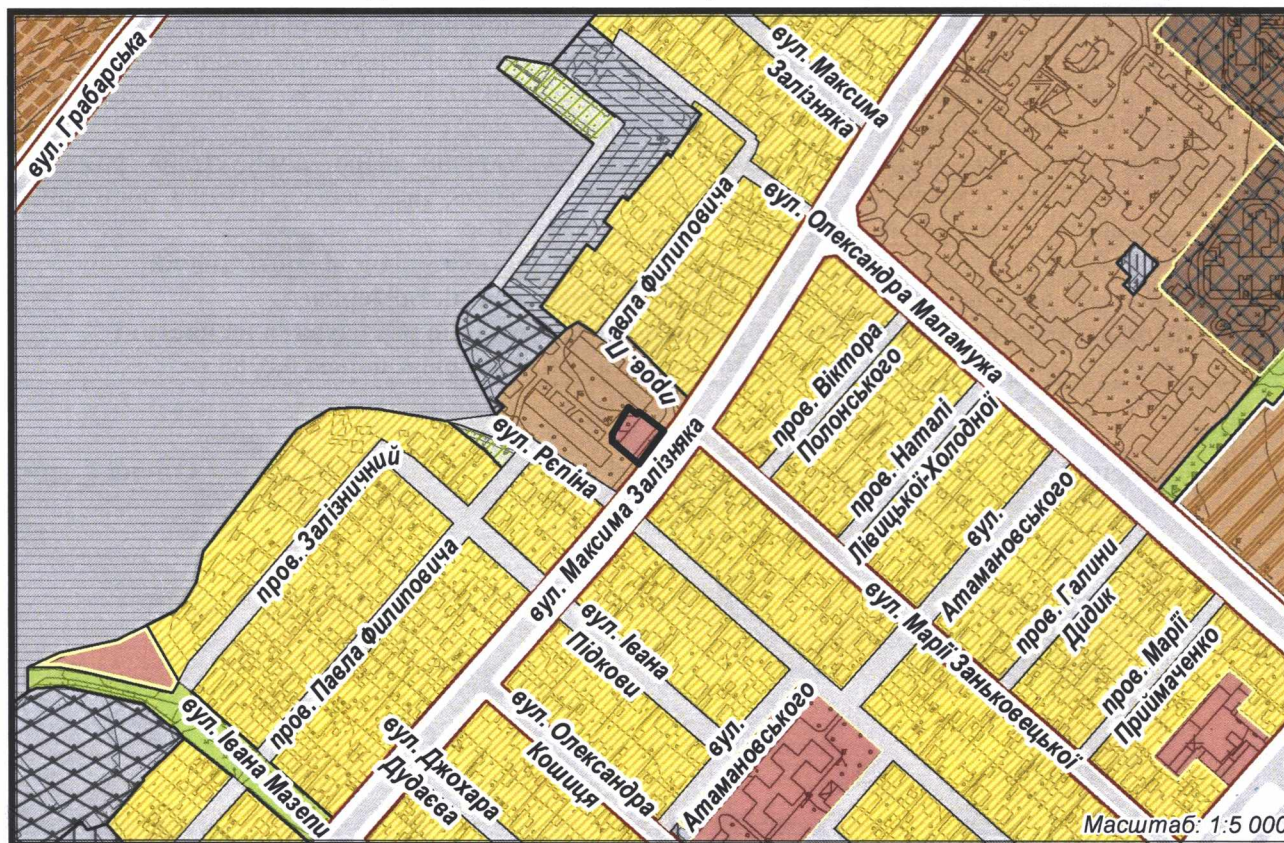 вул. Грабарська
вул. Максима
Залізняка
вул. Олександра Маламужа
пров. Павла Филиповича
пров. Віктора
Полонського
пров. Наталі
Лівицької-Холодної
вул.
Атамановського
пров. Галини
Дидик
пров. Марії
Приймаченко
вул. Рєпіна
вул. Максима Залізняка
вул. Марії Заньковецької
пров. Залізничний
пров. Павла Филиповича
вул. Івана
Підкови
вул. Олександра
Кошиця
вул.
Атамановського
вул. Івана Мазепи
вул. Джохара
Дудаєва
Масштаб: 1:5 000